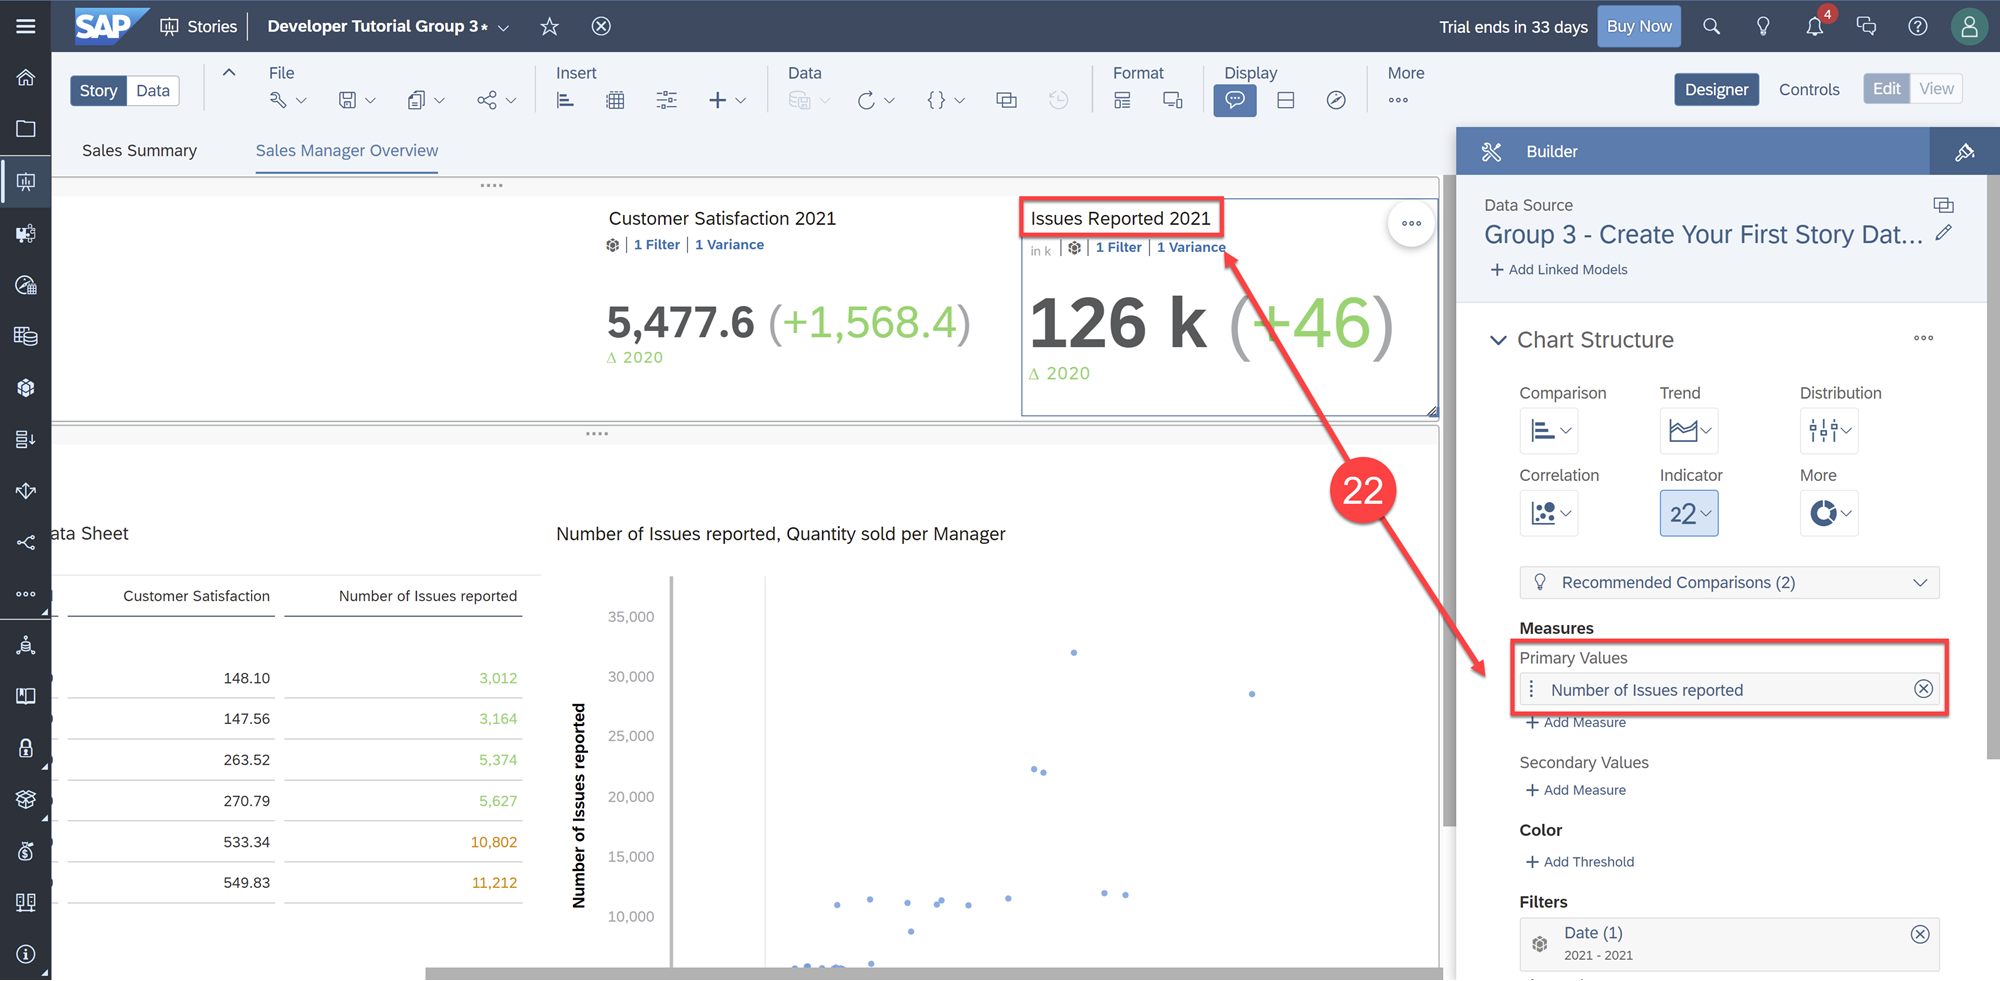 SAP Stories Developer Tutorial Group 3* Trial ends in 33 days Buy Now 4
Story Data File Insert Data Format Display More Designer Controls Edit View
Sales Summary Sales Manager Overview
Customer Satisfaction 2021
1 Filter 1 Variance
5,477.6 (+1,568.4)
Δ 2020
Issues Reported 2021
in k 1 Filter 1 Variance
126 k (+46)
Δ 2020
22
ata Sheet
Customer Satisfaction Number of Issues reported
148.10 3,012
147.56 3,164
263.52 5,374
270.79 5,627
533.34 10,802
549.83 11,212
Number of Issues reported, Quantity sold per Manager
Number of Issues reported
35,000
30,000
25,000
20,000
15,000
10,000
Builder
Data Source
Group 3 - Create Your First Story Dat...
+ Add Linked Models
Chart Structure
Comparison Trend Distribution
Correlation Indicator More
22
Recommended Comparisons (2)
Measures
Primary Values
Number of Issues reported
+ Add Measure
Secondary Values
+ Add Measure
Color
+ Add Threshold
Filters
Date (1)
2021 - 2021